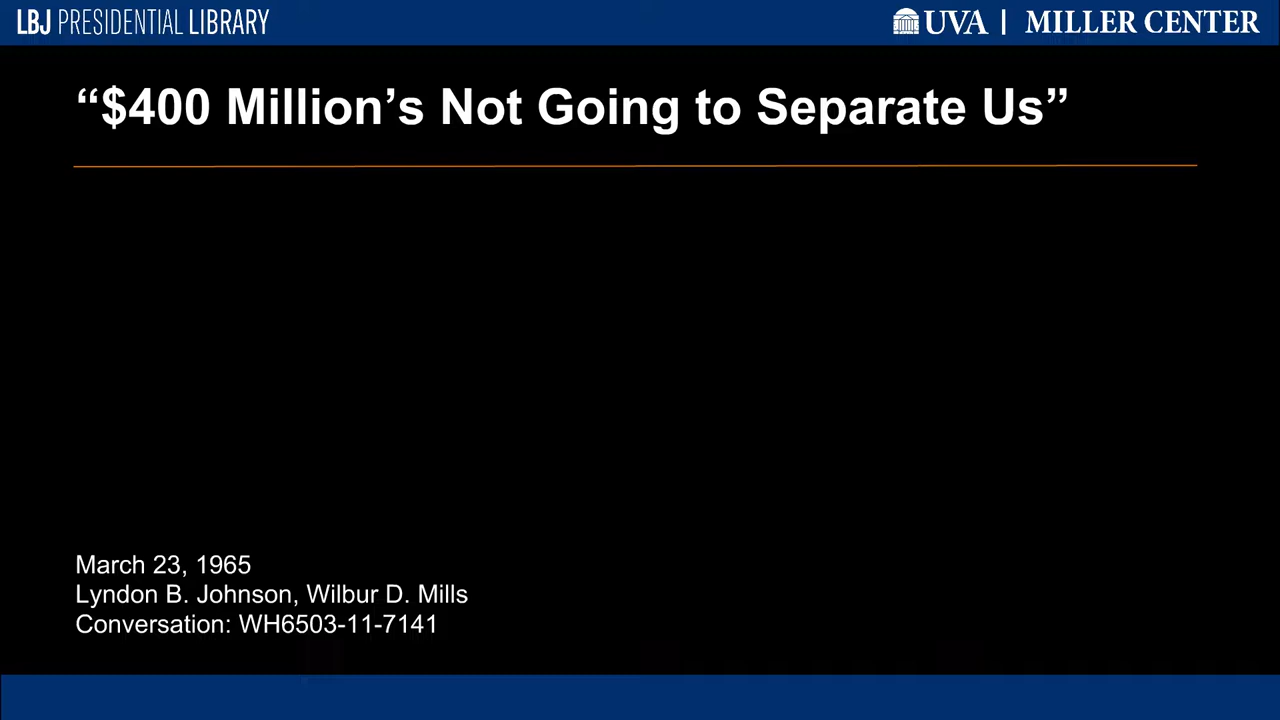 LBJ PRESIDENTIAL LIBRARY
UVA | MILLER CENTER
“$400 Million’s Not Going to Separate Us”
March 23, 1965
Lyndon B. Johnson, Wilbur D. Mills
Conversation: WH6503-11-7141